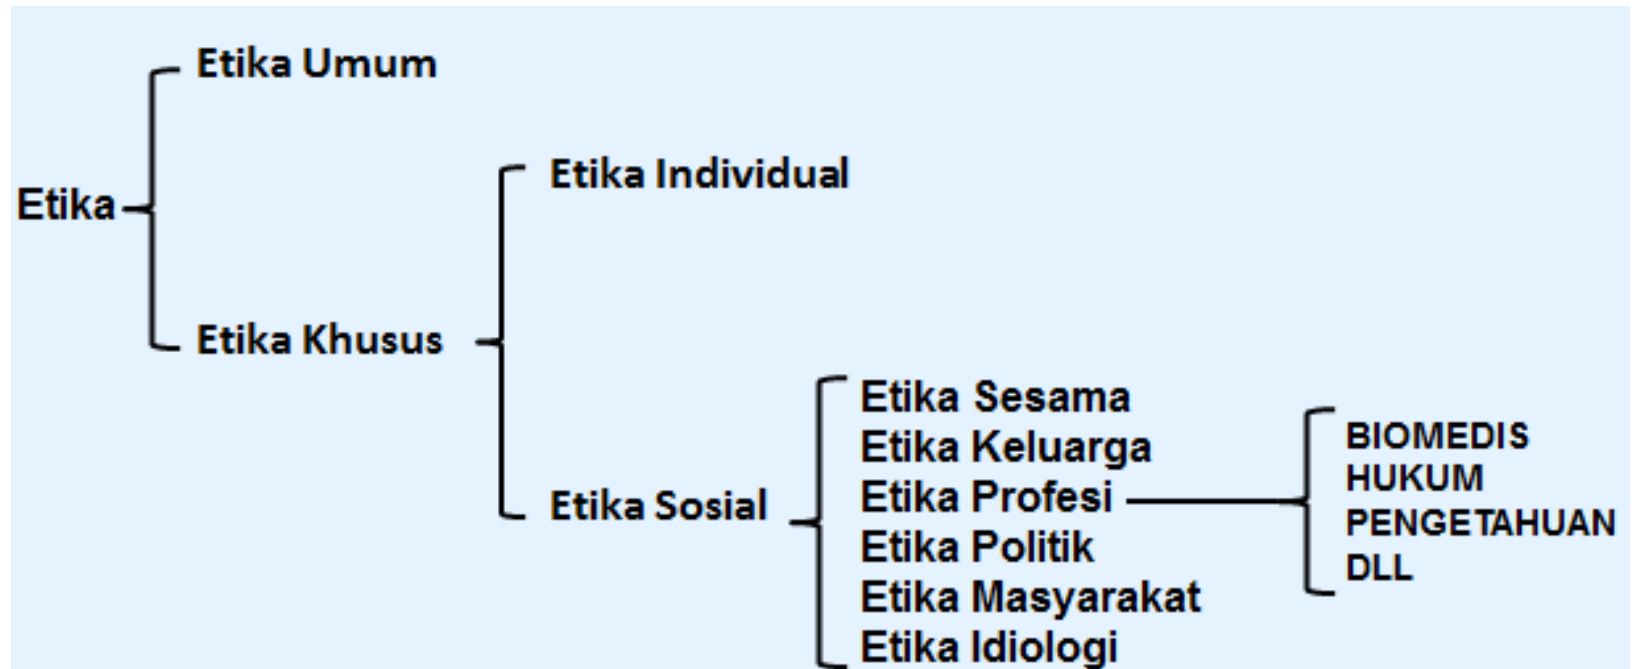 Etika Umum
Etika Individual
Etika
Etika Khusus
Etika Sesama
Etika Keluarga
Etika Profesi
Etika Politik
Etika Masyarakat
Etika Idiologi
Etika Sosial
BIOMEDIS
HUKUM
PENGETAHUAN
DLL